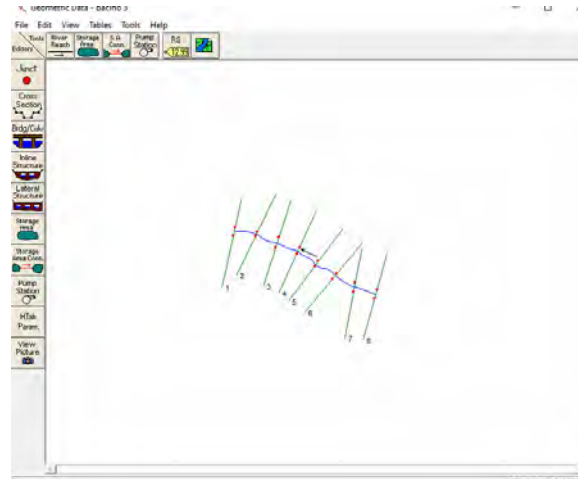 Geometric Data - bacino 3
File Edit View Tables Tools Help
Tools
Editors
River
Reach
Storage
Area
S.A.
Conn.
Pump
Station
RS
Junct
Cross
Section
Brdg/Culv
Inline
Structure
Lateral
Structure
Storage
Area
Storage
Area Conn.
Pump
Station
HTab
Param.
View
Picture
1
2
3
4
5
6
7
8